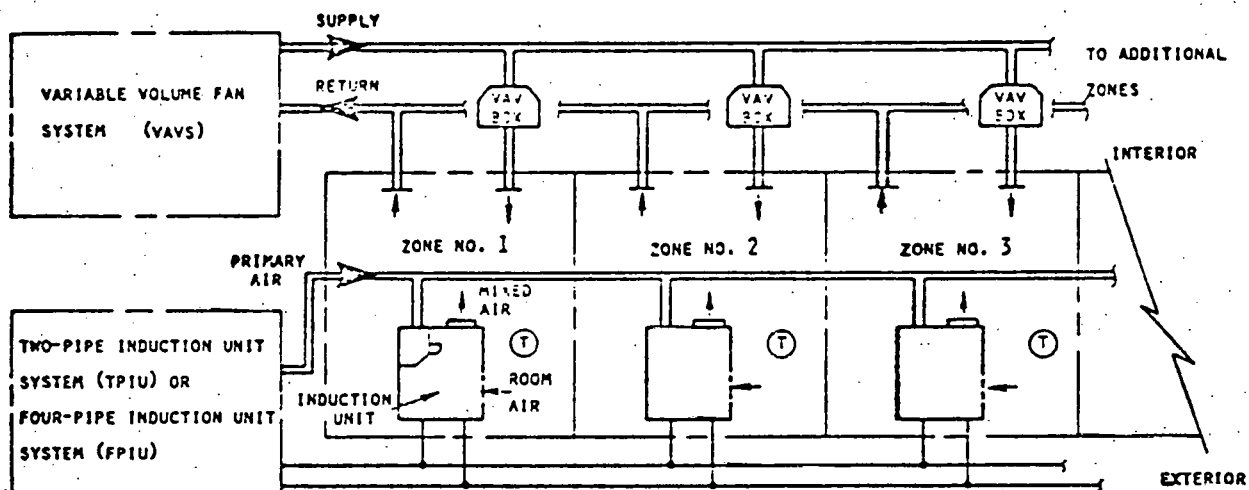 SUPPLY
VARIABLE VOLUME FAN
SYSTEM (VAVS)
RETURN
VAV
BOX
VAV
BOX
VAV
BOX
TO ADDITIONAL
ZONES
INTERIOR
ZONE NO. 1
ZONE NO. 2
ZONE NO. 3
PRIMARY
AIR
MIXED
AIR
TWO-PIPE INDUCTION UNIT
SYSTEM (TPIU) OR
FOUR-PIPE INDUCTION UNIT
SYSTEM (FPIU)
T
T
T
INDUCTION
UNIT
ROOM
AIR
EXTERIOR